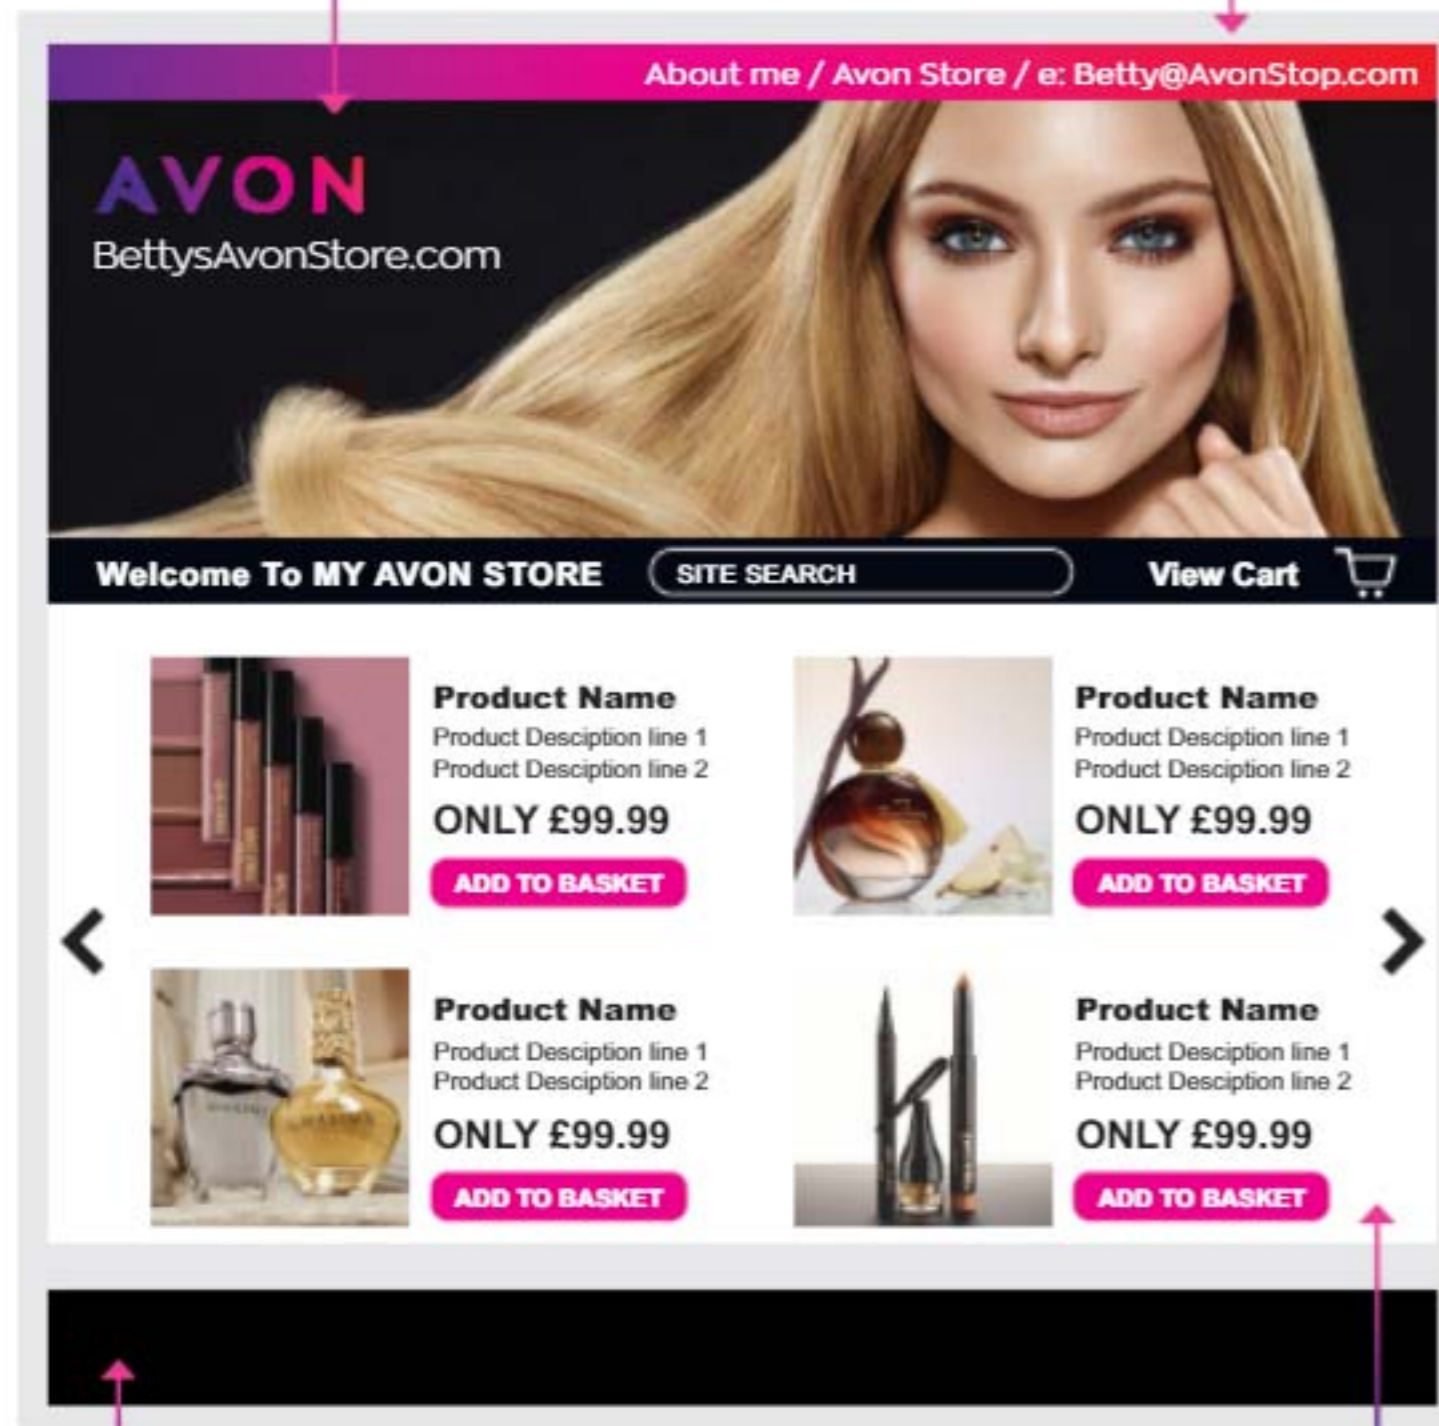 About me / Avon Store / e: Betty@AvonStop.com
AVON
BettysAvonStore.com
Welcome To MY AVON STORE
SITE SEARCH
View Cart
Product Name
Product Desciption line 1
Product Desciption line 2
ONLY £99.99
ADD TO BASKET
Product Name
Product Desciption line 1
Product Desciption line 2
ONLY £99.99
ADD TO BASKET
Product Name
Product Desciption line 1
Product Desciption line 2
ONLY £99.99
ADD TO BASKET
Product Name
Product Desciption line 1
Product Desciption line 2
ONLY £99.99
ADD TO BASKET